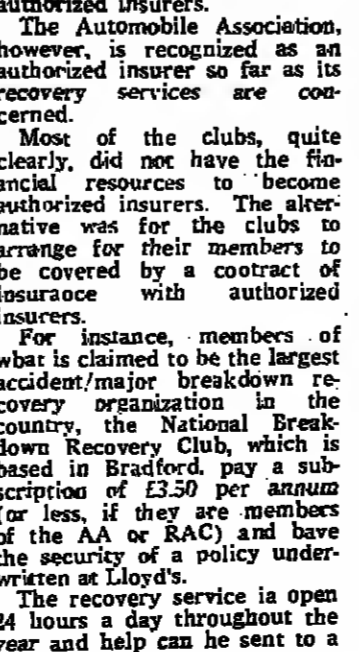 authorized insurers.
The Automobile Association,
however, is recognized as an
authorized insurer so far as its
recovery services are con-
cerned.
Most of the clubs, quite
clearly, did not have the fin-
ancial resources to become
authorized insurers. The alter-
native was for the clubs to
arrange for their members to
be covered by a cootract of
insuraoce with authorized
insurers.
For instance, members of
wbat is claimed to be the largest
accident/major breakdown re-
covery organization in the
country, the National Break-
down Recovery Club, which is
based in Bradford. pay a sub-
scription of £3.50 per annum
(or less, if they are members
of the AA or RAC) and bave
the security of a policy under-
written at Lloyd's.
The recovery service ia open
24 hours a day throughout the
year and help can he sent to a